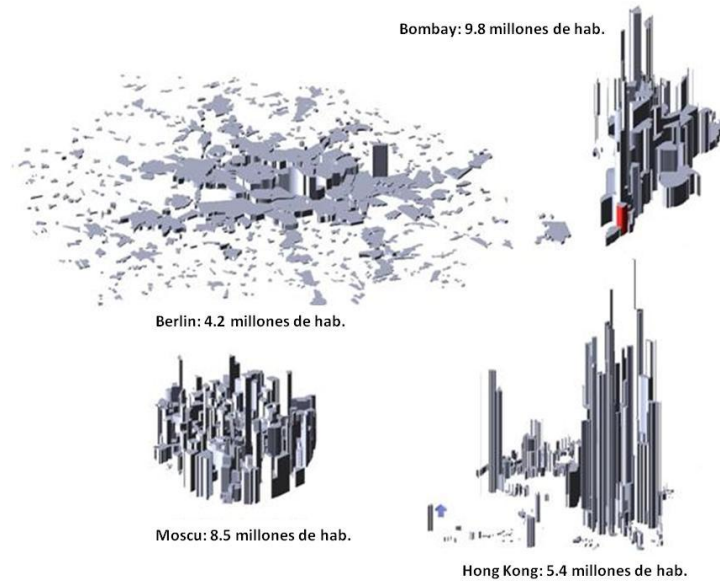 Bombay: 9.8 millones de hab.
Berlin: 4.2 millones de hab.
Moscu: 8.5 millones de hab.
Hong Kong: 5.4 millones de hab.